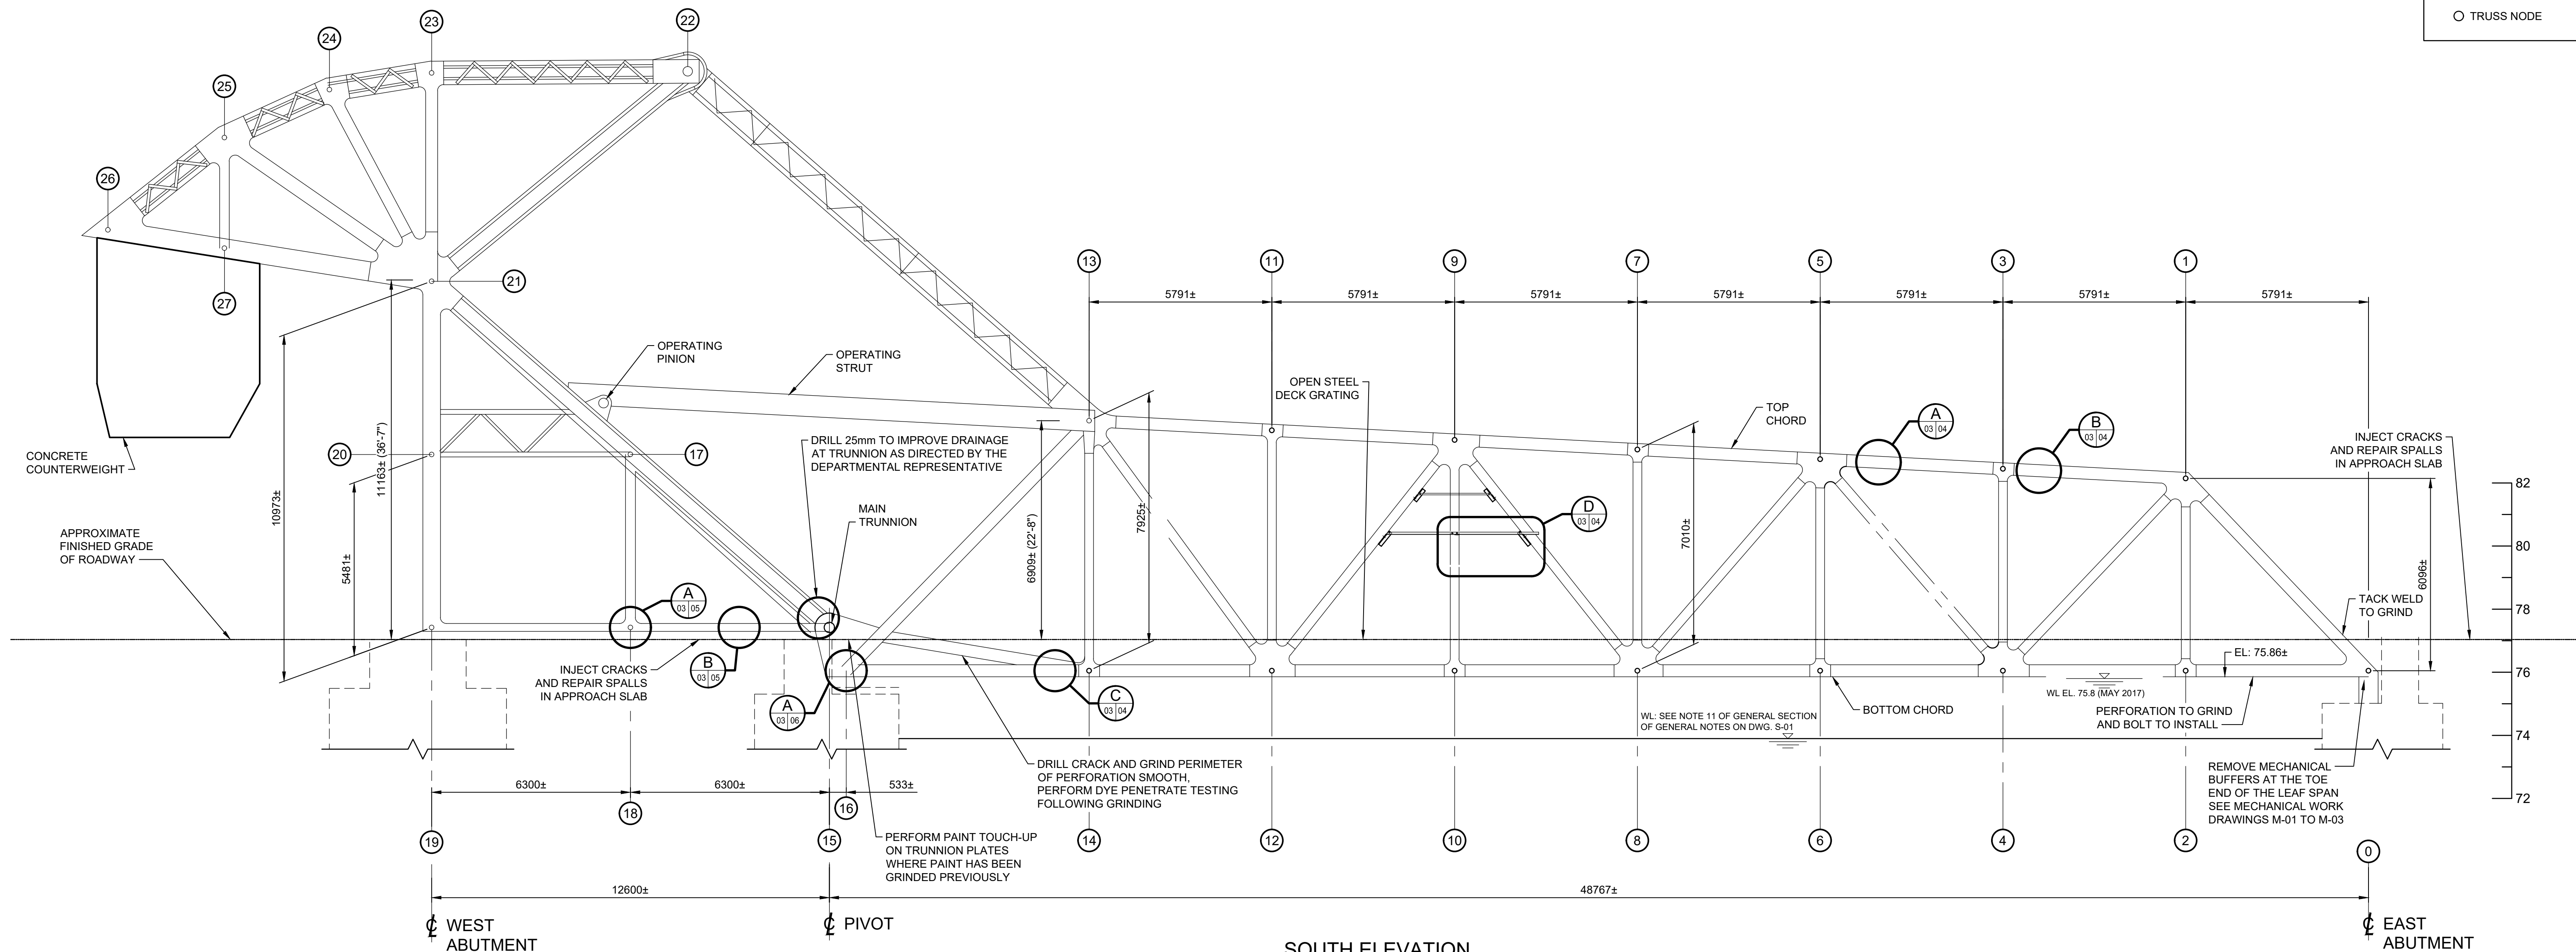 TRUSS NODE
23
22
24
25
26
27
21
20
17
13
11
9
7
5
3
1
5791±
5791±
5791±
5791±
5791±
5791±
5791±
OPERATING
PINION
OPERATING
STRUT
OPEN STEEL
DECK GRATING
TOP
CHORD
A
03 04
B
03 04
INJECT CRACKS
AND REPAIR SPALLS
IN APPROACH SLAB
CONCRETE
COUNTERWEIGHT
10973±
11163± (36'-7")
5481±
DRILL 25mm TO IMPROVE DRAINAGE
AT TRUNNION AS DIRECTED BY THE
DEPARTMENTAL REPRESENTATIVE
MAIN
TRUNNION
6909± (22'-8")
7925±
D
03 04
7010±
6096±
82
80
78
76
74
72
APPROXIMATE
FINISHED GRADE
OF ROADWAY
A
03 05
B
03 05
INJECT CRACKS
AND REPAIR SPALLS
IN APPROACH SLAB
A
03 06
C
03 04
TACK WELD
TO GRIND
EL: 75.86±
WL EL. 75.8 (MAY 2017)
WL: SEE NOTE 11 OF GENERAL SECTION
OF GENERAL NOTES ON DWG. S-01
BOTTOM CHORD
PERFORATION TO GRIND
AND BOLT TO INSTALL
DRILL CRACK AND GRIND PERIMETER
OF PERFORATION SMOOTH,
PERFORM DYE PENETRATE TESTING
FOLLOWING GRINDING
REMOVE MECHANICAL
BUFFERS AT THE TOE
END OF THE LEAF SPAN
SEE MECHANICAL WORK
DRAWINGS M-01 TO M-03
6300±
6300±
533±
18
16
19
15
14
12
10
8
6
4
2
0
PERFORM PAINT TOUCH-UP
ON TRUNNION PLATES
WHERE PAINT HAS BEEN
GRINDED PREVIOUSLY
12600±
48767±
℄ WEST
ABUTMENT
℄ PIVOT
℄ EAST
ABUTMENT
SOUTH ELEVATION